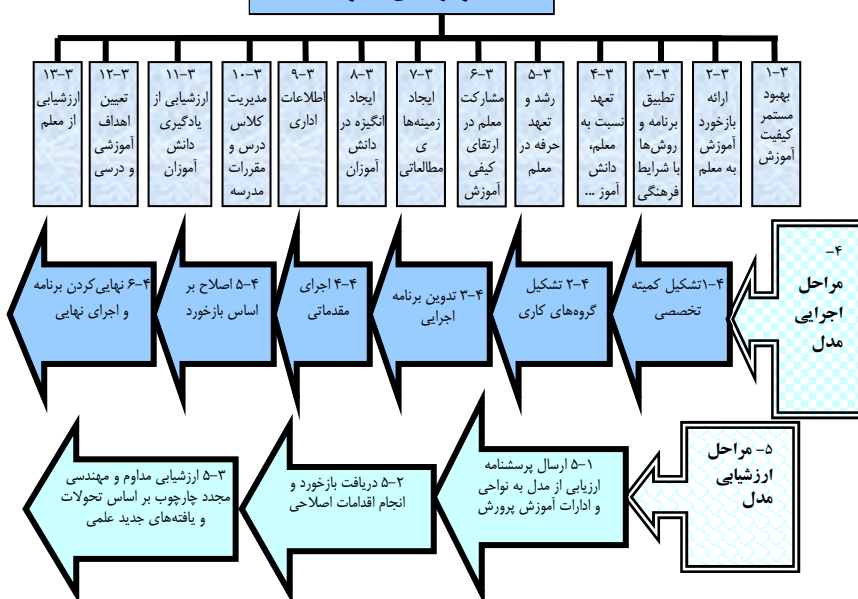 ۳-۱
بهبود
مستمر
کیفیت
آموزش
۳-۲
ارائه
بازخورد
آموزش
به معلم
۳-۳
تطبیق
برنامه و
روش‌ها
با شرایط
فرهنگی
۳-۴
تعهد
نسبت به
معلم،
دانش
آموز ...
۳-۵
رشد و
تعهد
حرفه در
معلم
۳-۶
مشارکت
معلم در
ارتقای
کیفی
آموزش
۳-۷
ایجاد
زمینه‌ها
ی
مطالعاتی
۳-۸
ایجاد
انگیزه در
دانش
آموزان
۳-۹
اطلاعات
اداری
۳-۱۰
مدیریت
کلاس
درس و
مقررات
مدرسه
۳-۱۱
ارزشیابی از
یادگیری
دانش
آموزان
۳-۱۲
تعیین
اهداف
آموزشی
و درسی
۳-۱۳
ارزشیابی
از معلم
۴-
مراحل
اجرایی
مدل
۴-۱تشکیل کمیته
تخصصی
۴-۲ تشکیل
گروه‌های کاری
۴-۳ تدوین برنامه
اجرایی
۴-۴ اجرای
مقدماتی
۴-۵ اصلاح بر
اساس بازخورد
۴-۶ نهایی‌کردن برنامه
و اجرای نهایی
۵- مراحل
ارزشیابی
مدل
۵-۱ ارسال پرسشنامه
ارزیابی از مدل به نواحی
و ادارات آموزش پرورش
۵-۲ دریافت بازخورد و
انجام اقدامات اصلاحی
۵-۳ ارزشیابی مداوم و مهندسی
مجدد چارچوب بر اساس تحولات
و یافته‌های جدید علمی